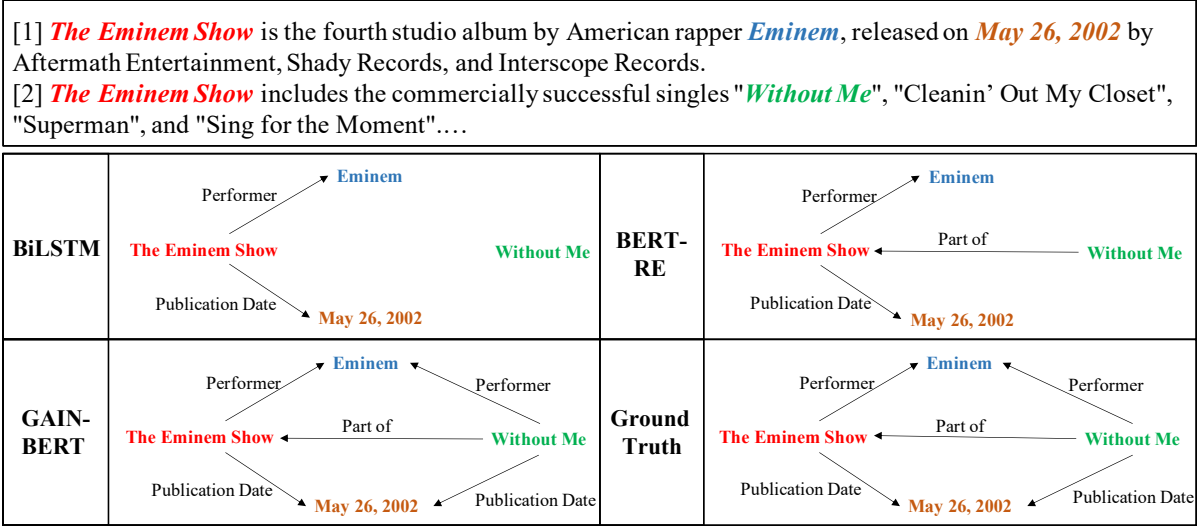 [1] The Eminem Show is the fourth studio album by American rapper Eminem, released on May 26, 2002 by
Aftermath Entertainment, Shady Records, and Interscope Records.
[2] The Eminem Show includes the commercially successful singles "Without Me", "Cleanin’ Out My Closet",
"Superman", and "Sing for the Moment".…
BiLSTM
Eminem
Performer
The Eminem Show
Without Me
Publication Date
May 26, 2002
BERT-
RE
Eminem
Performer
Part of
The Eminem Show
Without Me
Publication Date
May 26, 2002
GAIN-
BERT
Eminem
Performer
Performer
Part of
The Eminem Show
Without Me
Publication Date
Publication Date
May 26, 2002
Ground
Truth
Eminem
Performer
Performer
Part of
The Eminem Show
Without Me
Publication Date
Publication Date
May 26, 2002